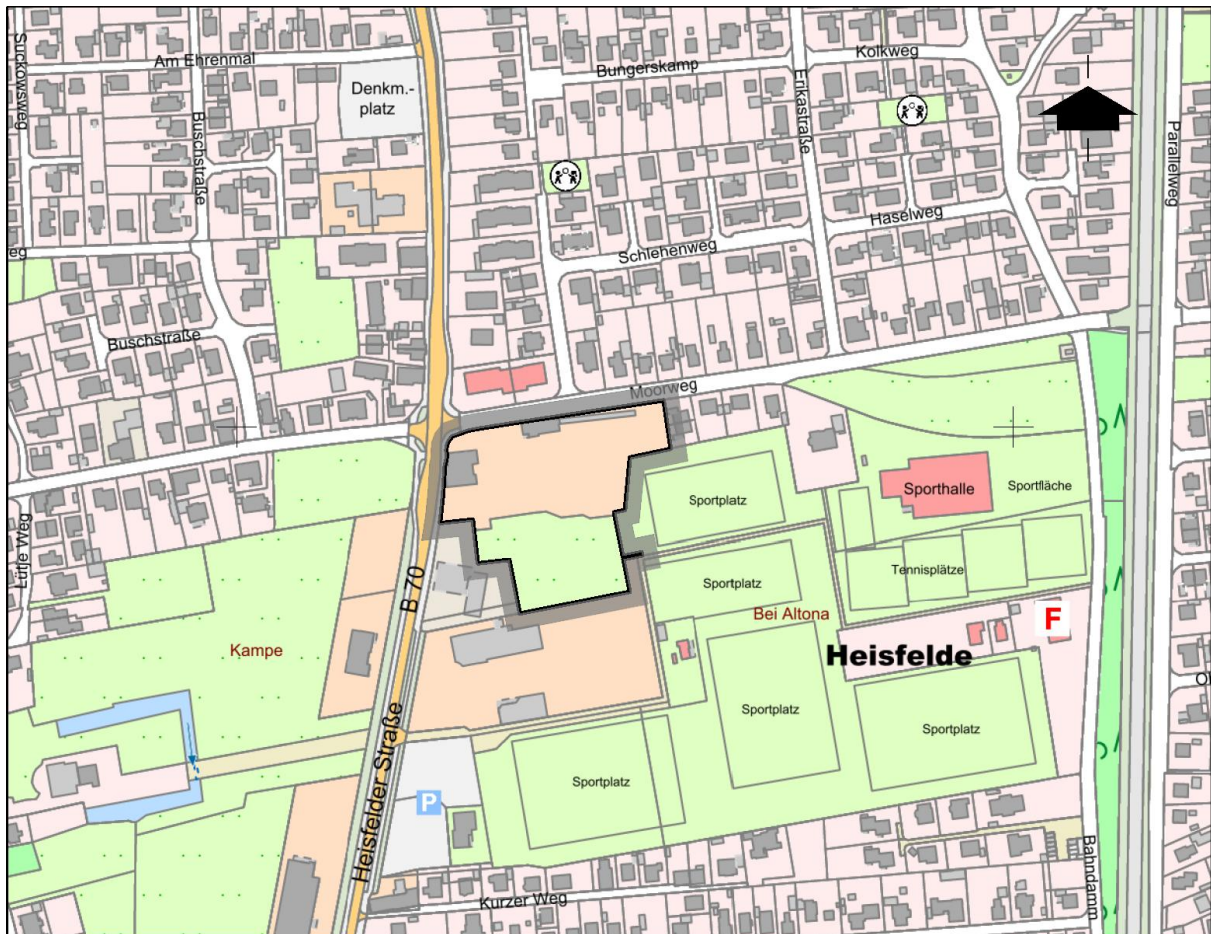 Suckowsweg
Am Ehrenmal
Denkm.-
platz
Buschstraße
Bungerskamp
Kolkweg
Erikastraße
Parallelweg
Haselweg
Schlehenweg
eg
Buschstraße
Moorweg
Sportplatz
Sporthalle
Sportfläche
Lütje Weg
Tennisplätze
Sportplatz
B 70
Bei Altona
F
Kampe
Heisfelde
Sportplatz
Sportplatz
Sportplatz
Heisfelder Straße
P
Bahndamm
Kurzer Weg